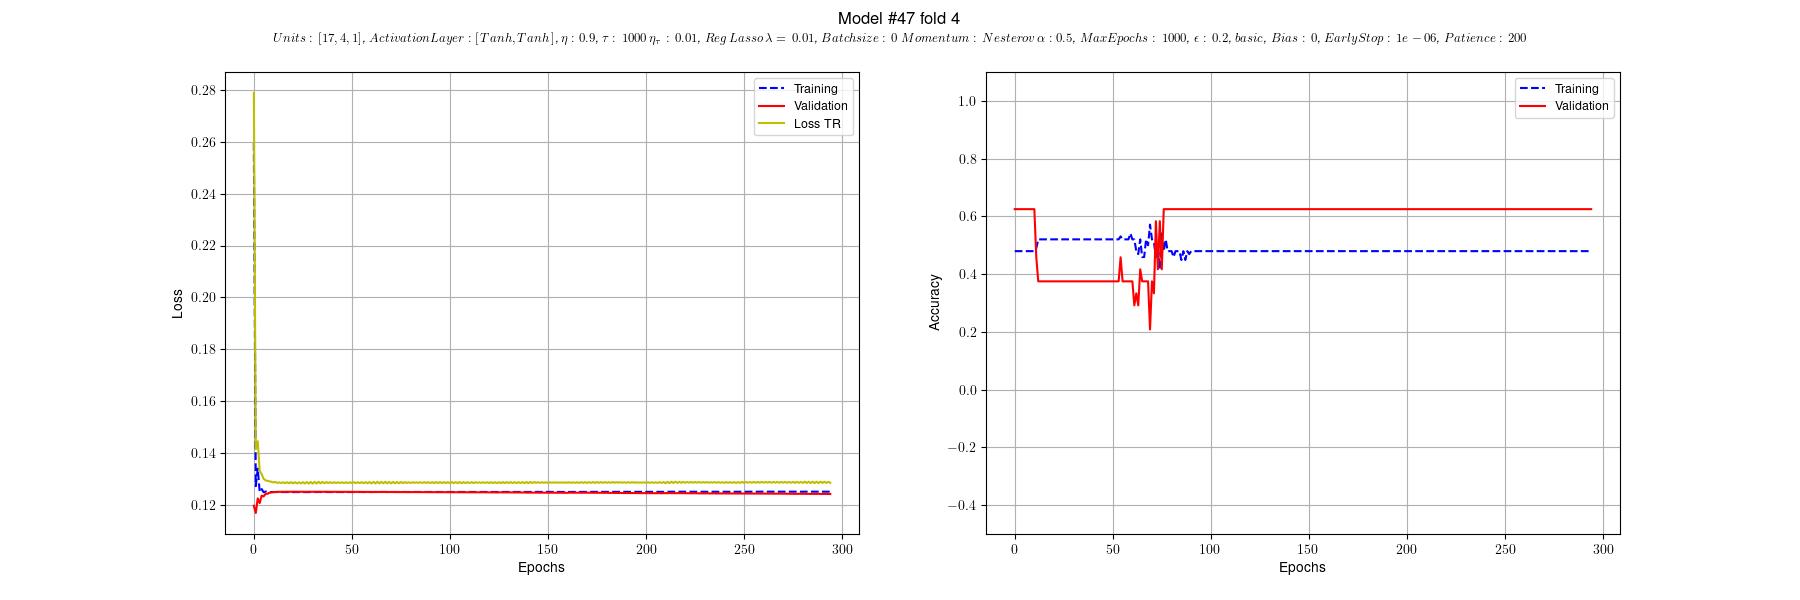 Model #47 fold 4
Units : [17, 4, 1], ActivationLayer : [Tanh, Tanh], η : 0.9, τ : 1000 η_τ : 0.01, Reg Lasso λ = 0.01, Batchsize : 0 Momentum : Nesterov α : 0.5, MaxEpochs : 1000, ϵ : 0.2, basic, Bias : 0, EarlyStop : 1e − 06, Patience : 200
0.28
0.26
0.24
0.22
0.20
0.18
0.16
0.14
0.12
Loss
0 50 100 150 200 250 300
Epochs
Training
Validation
Loss TR
1.0
0.8
0.6
0.4
0.2
0.0
−0.2
−0.4
Accuracy
0 50 100 150 200 250 300
Epochs
Training
Validation